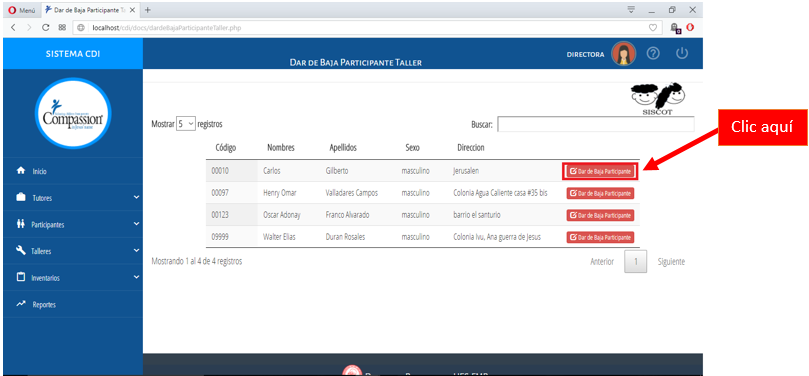 Menú
Dar de Baja Participante Tu
localhost/cdi/docs/dardeBajaParticipanteTaller.php
SISTEMA CDI
DAR DE BAJA PARTICIPANTE TALLER
DIRECTORA
Compassion
SISCOT
Clic aquí
Mostrar 5 registros
Buscar:
Código Nombres Apellidos Sexo Direccion
00010 Carlos Gilberto masculino Jerusalen Dar de Baja Participante
00097 Henry Omar Valladares Campos masculino Colonia Agua Caliente casa #35 bis Dar de Baja Participante
00123 Oscar Adonay Franco Alvarado masculino barrio el santurio Dar de Baja Participante
09999 Walter Elias Duran Rosales masculino Colonia Ivu, Ana guerra de Jesus Dar de Baja Participante
Mostrando 1 al 4 de 4 registros
Anterior 1 Siguiente
Inicio
Tutores
Participantes
Talleres
Inventarios
Reportes